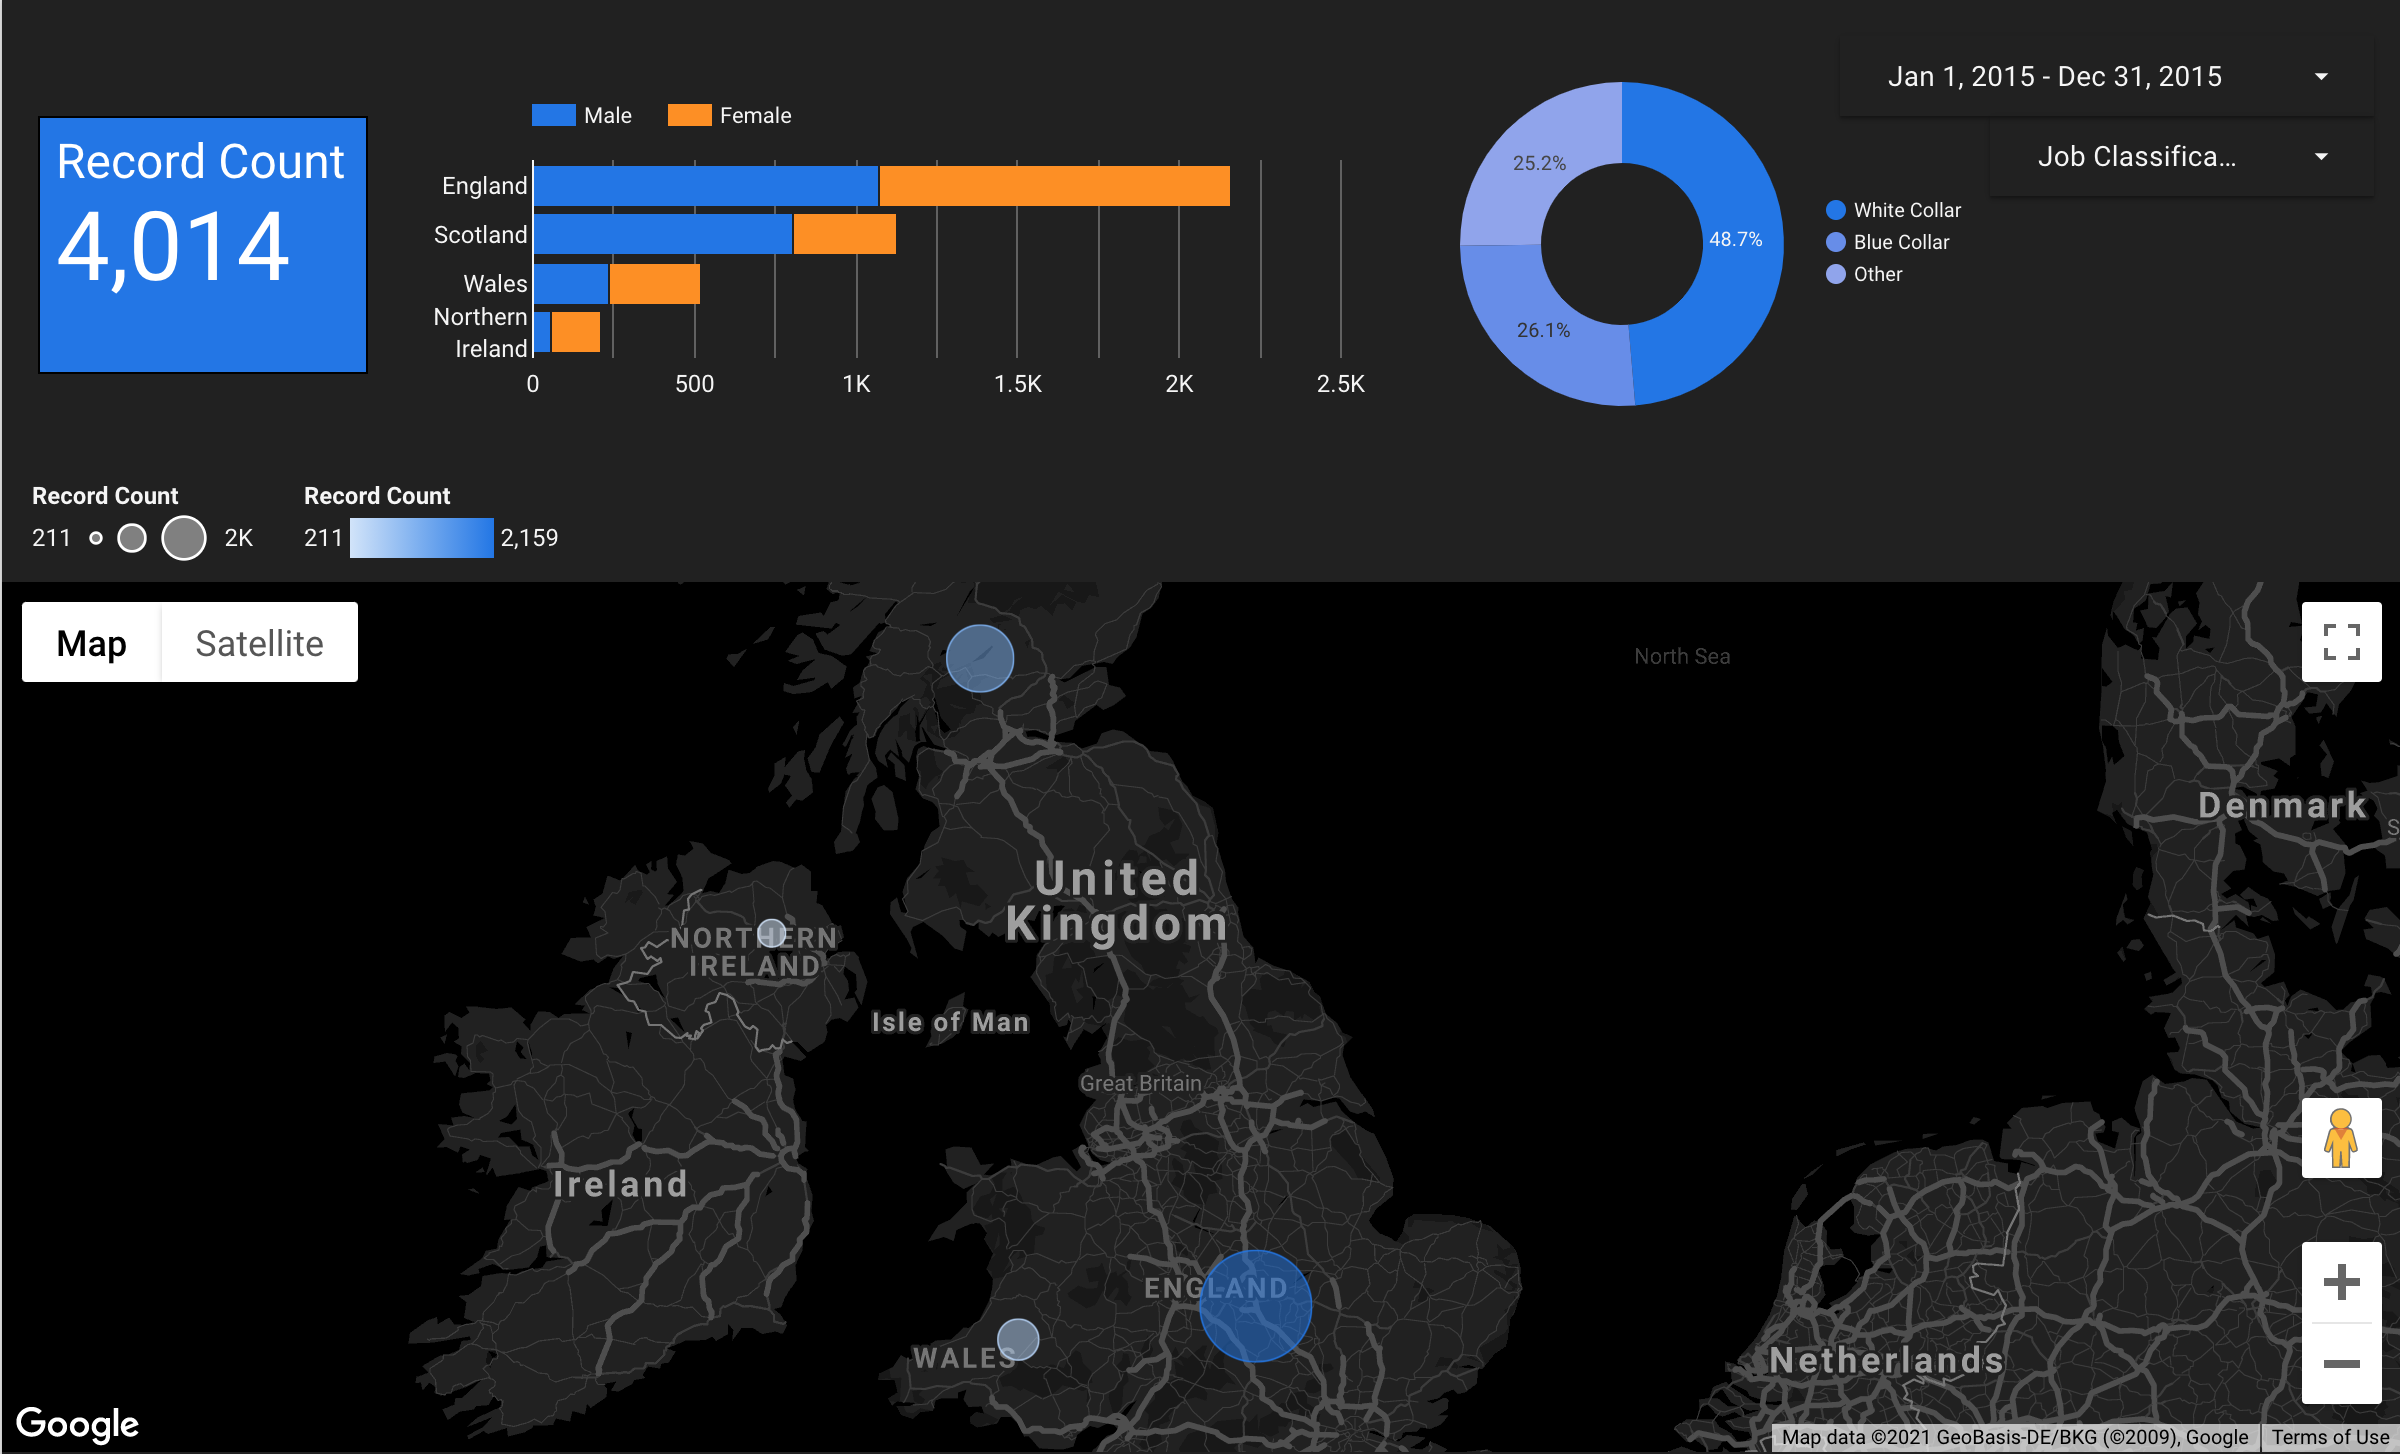 Jan 1, 2015 - Dec 31, 2015
Job Classifica...
Record Count
4,014
Male
Female
England
Scotland
Wales
Northern
Ireland
0
500
1K
1.5K
2K
2.5K
25.2%
48.7%
26.1%
White Collar
Blue Collar
Other
Record Count
211
2K
Record Count
211
2,159
Map
Satellite
North Sea
Denmark
S
United
Kingdom
NORTHERN
IRELAND
Isle of Man
Great Britain
Ireland
ENGLAND
WALES
Netherlands
Google
Map data ©2021 GeoBasis-DE/BKG (©2009), Google
Terms of Use